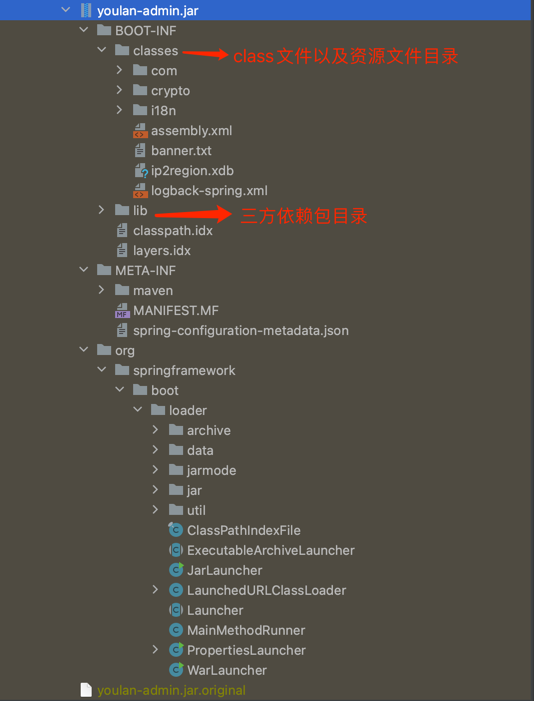 youlan-admin.jar
BOOT-INF
classes
class文件以及资源文件目录
com
crypto
i18n
assembly.xml
banner.txt
ip2region.xdb
logback-spring.xml
lib
三方依赖包目录
classpath.idx
layers.idx
META-INF
maven
MANIFEST.MF
spring-configuration-metadata.json
org
springframework
boot
loader
archive
data
jarmode
jar
util
ClassPathIndexFile
ExecutableArchiveLauncher
JarLauncher
LaunchedURLClassLoader
Launcher
MainMethodRunner
PropertiesLauncher
WarLauncher
youlan-admin.jar.original